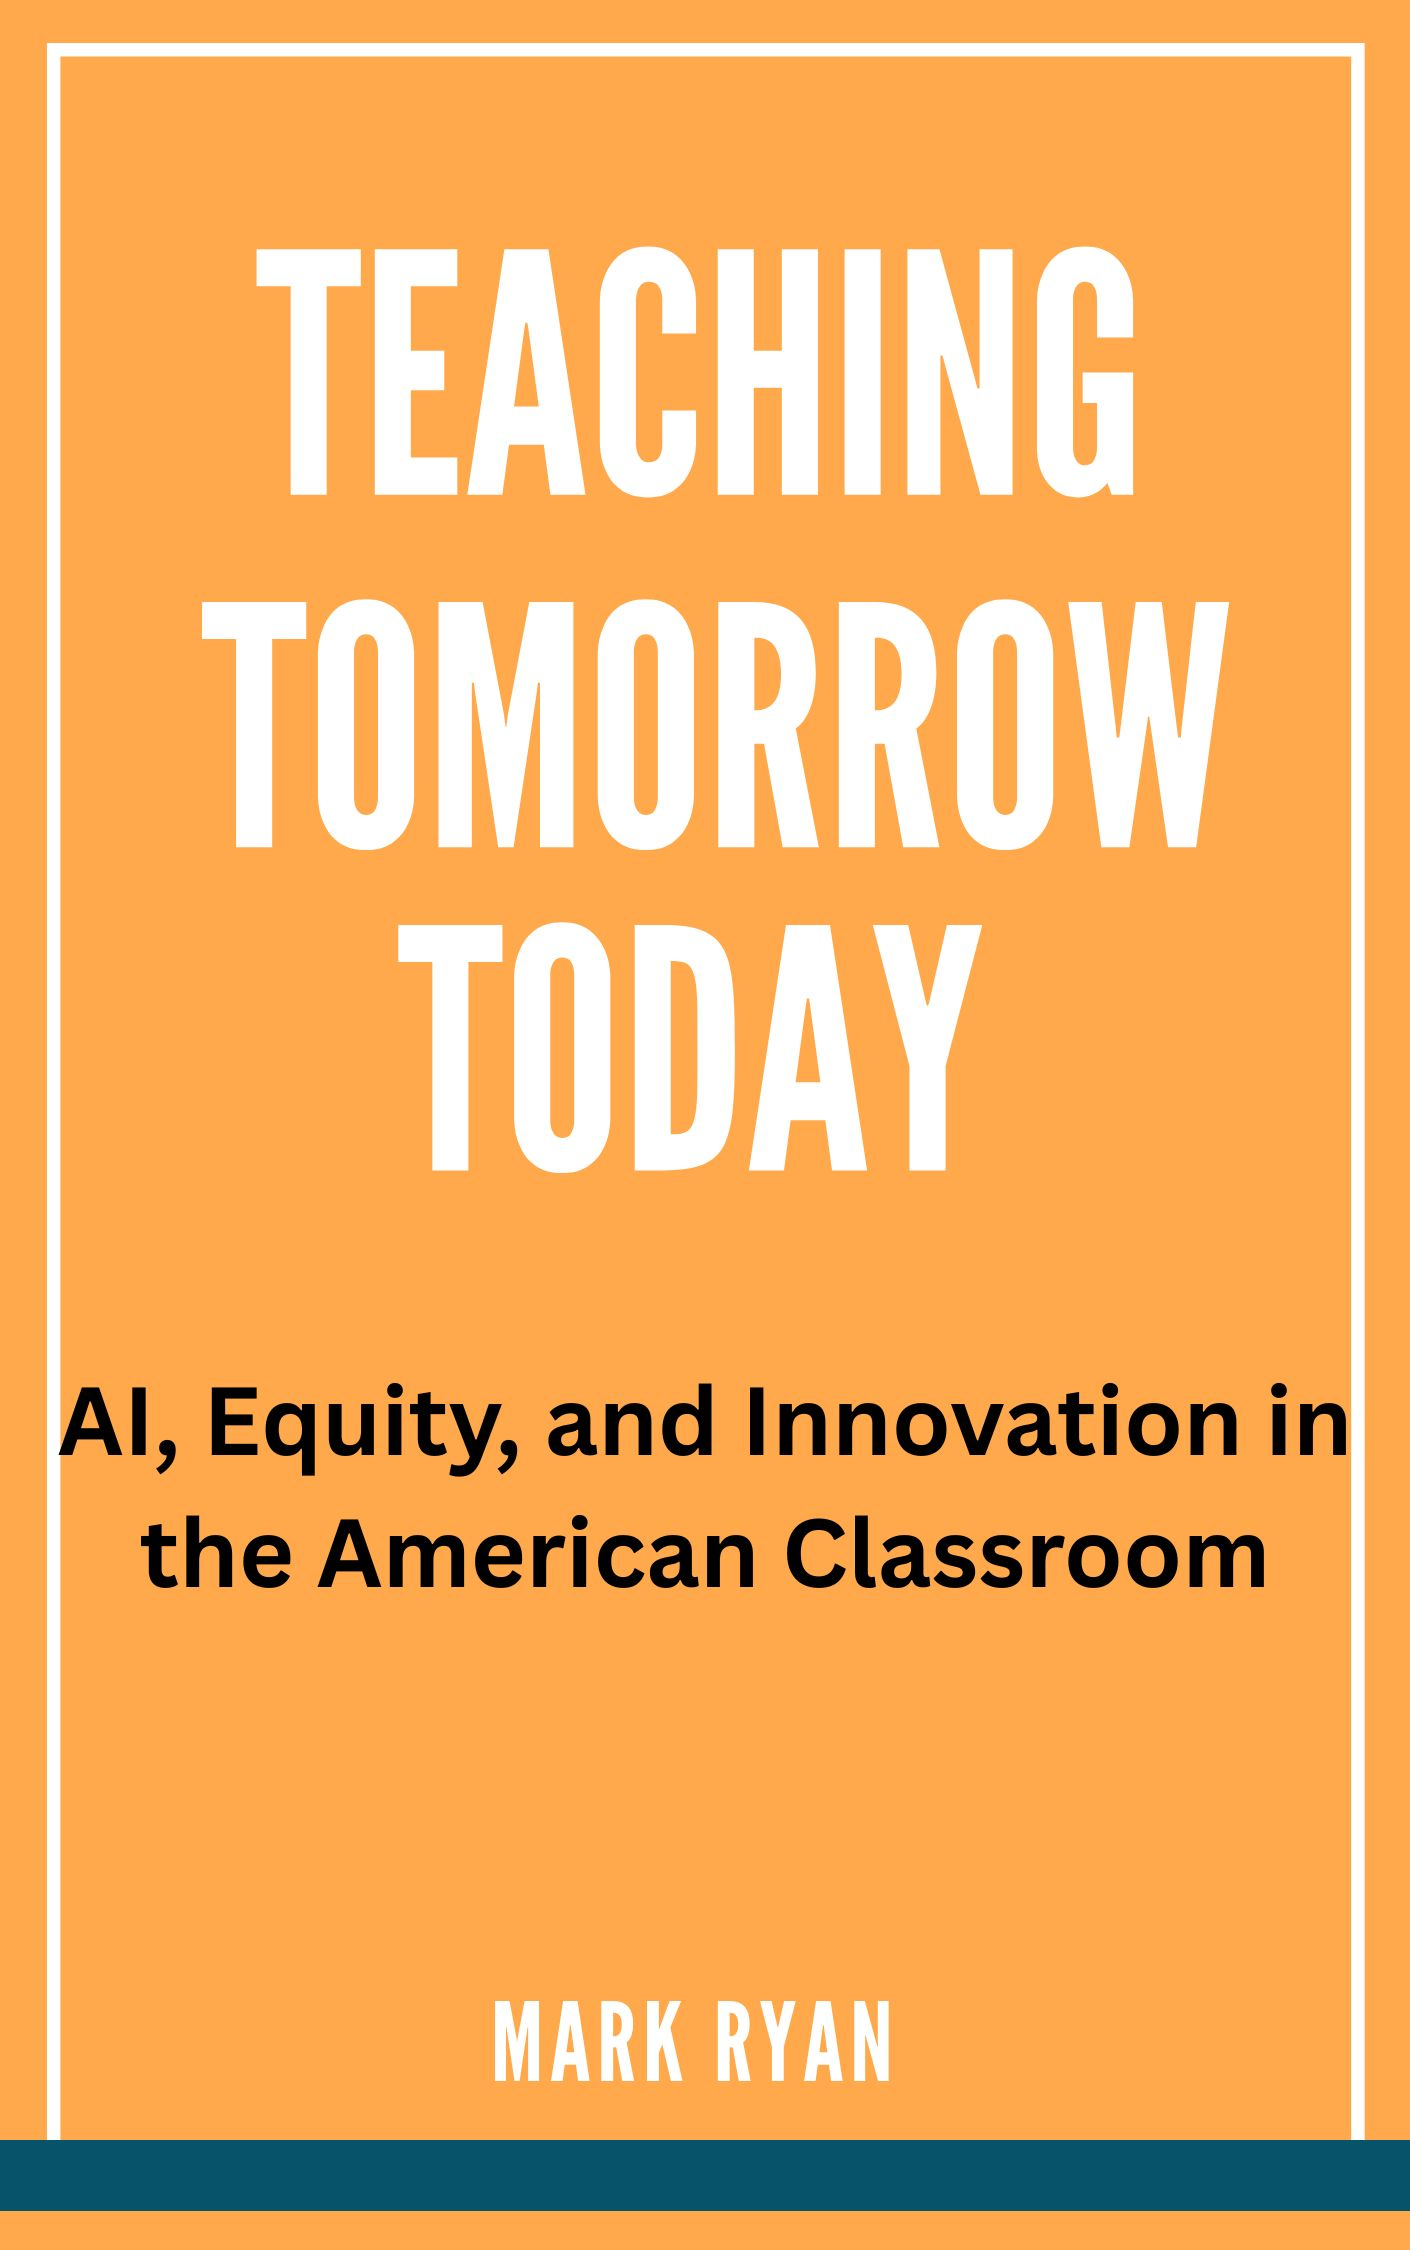 TEACHING
TOMORROW
TODAY
AI, Equity, and Innovation in
the American Classroom
MARK RYAN